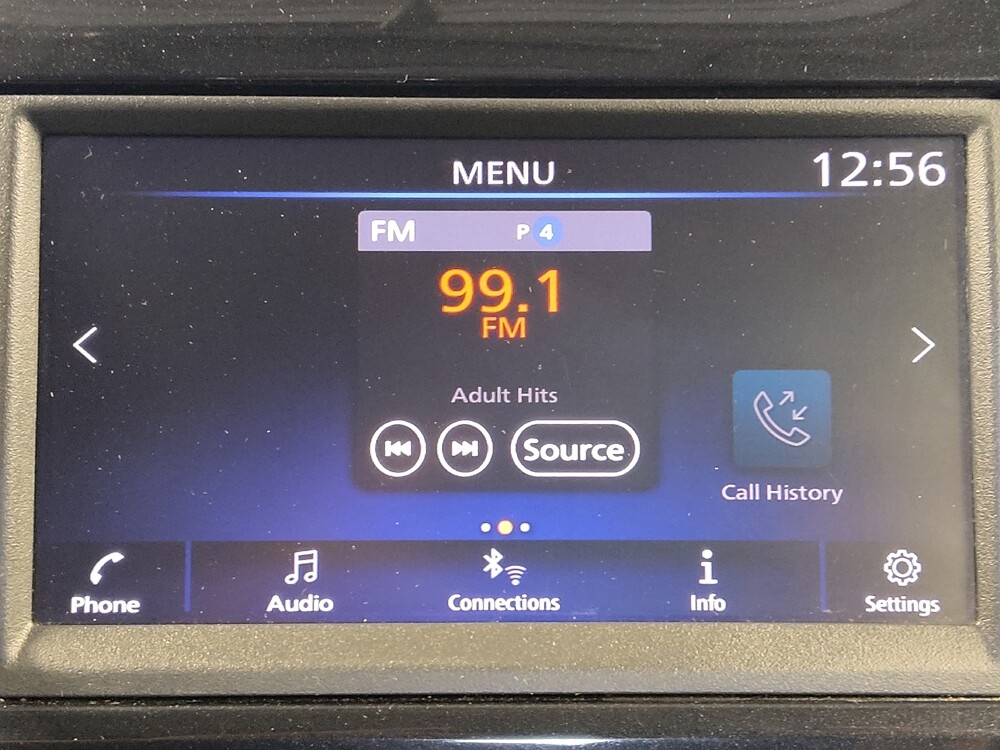 MENU
12:56
FM P 4
99.1
FM
Adult Hits
Source
Call History
Phone
Audio
Connections
Info
Settings